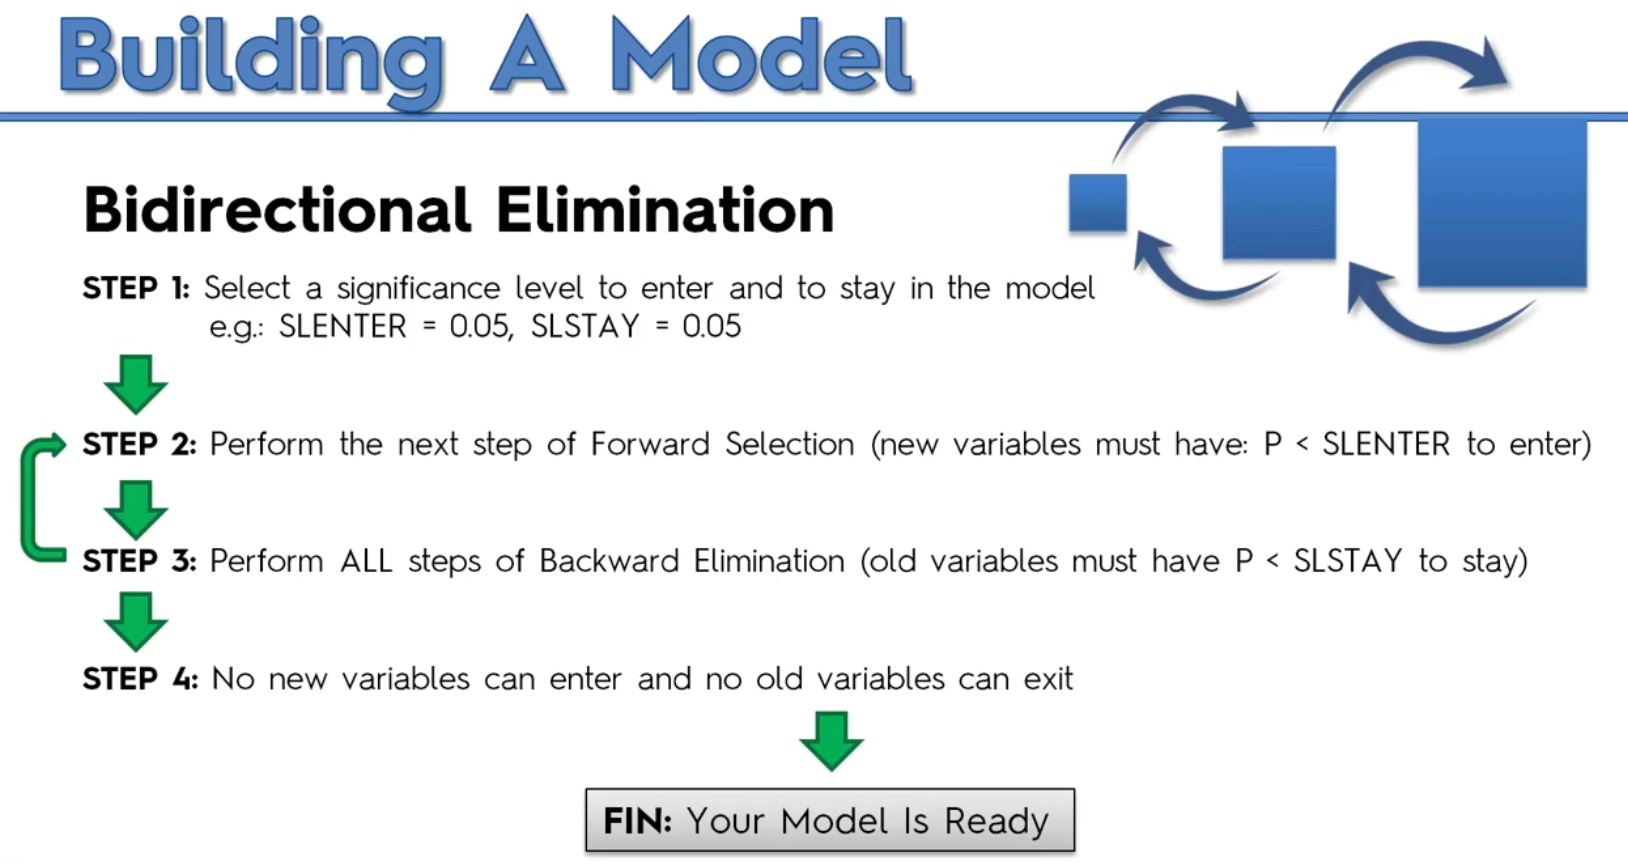 Building A Model
Bidirectional Elimination
STEP 1: Select a significance level to enter and to stay in the model
e.g.: SLENTER = 0.05, SLSTAY = 0.05
STEP 2: Perform the next step of Forward Selection (new variables must have: P < SLENTER to enter)
STEP 3: Perform ALL steps of Backward Elimination (old variables must have P < SLSTAY to stay)
STEP 4: No new variables can enter and no old variables can exit
FIN: Your Model Is Ready